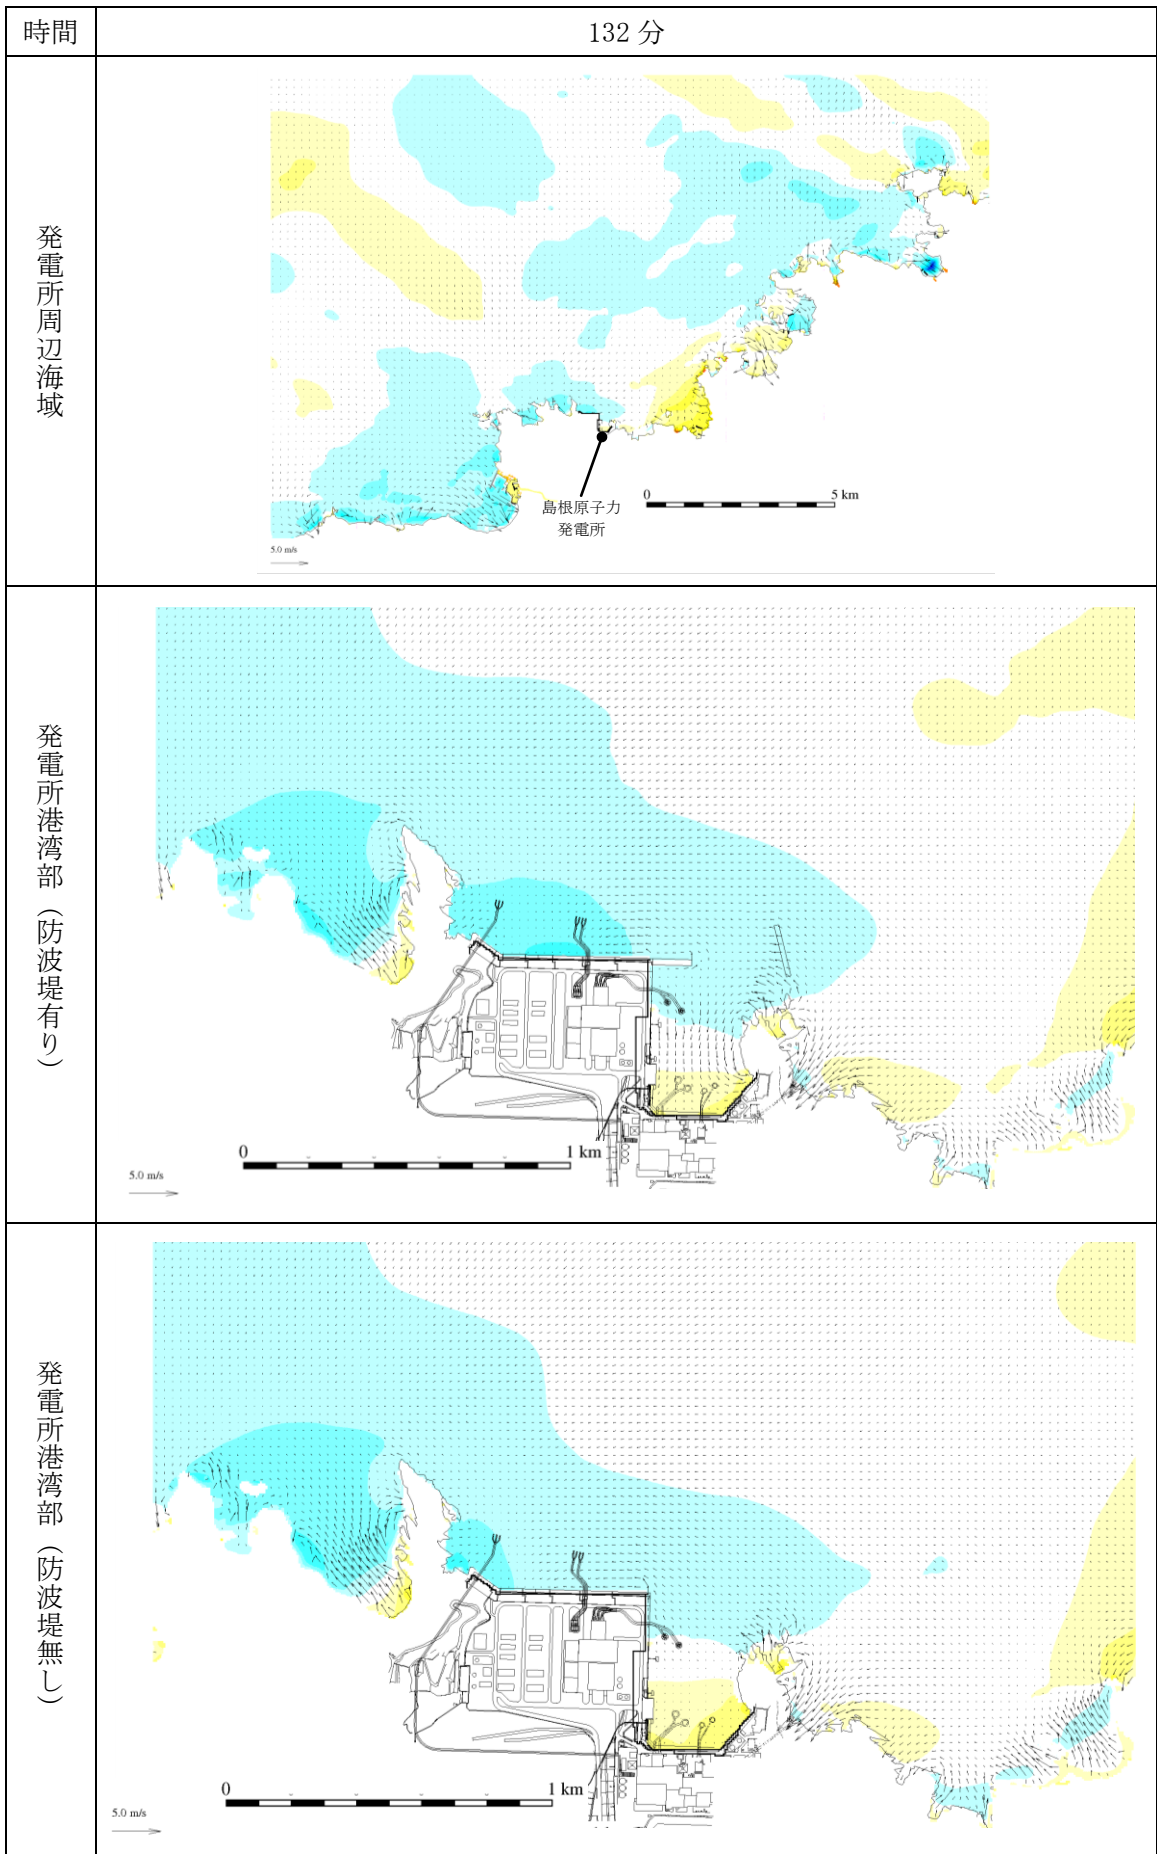 時間
132 分
発電所周辺海域
島根原子力
発電所
0
5 km
5.0 m/s
発電所港湾部（防波堤有り）
0
1 km
5.0 m/s
発電所港湾部（防波堤無し）
0
1 km
5.0 m/s